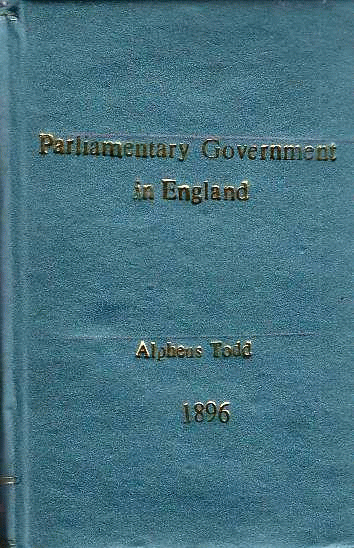 Parliamentary Government
in England
Alpheus Todd
1896